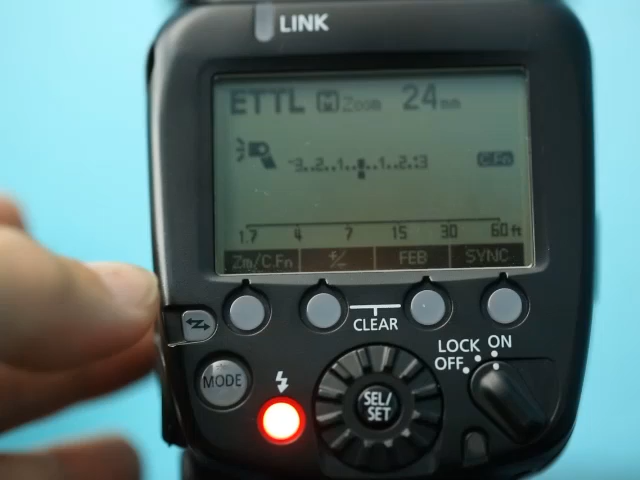 LINK
ETTL M Zoom 24mm
-3..2..1..▮..1..2..:3 C.Fn
1.7 4 7 15 30 60 ft
Zm/C.Fn +/- FEB SYNC
CLEAR
LOCK ON
OFF
MODE
SEL/
SET